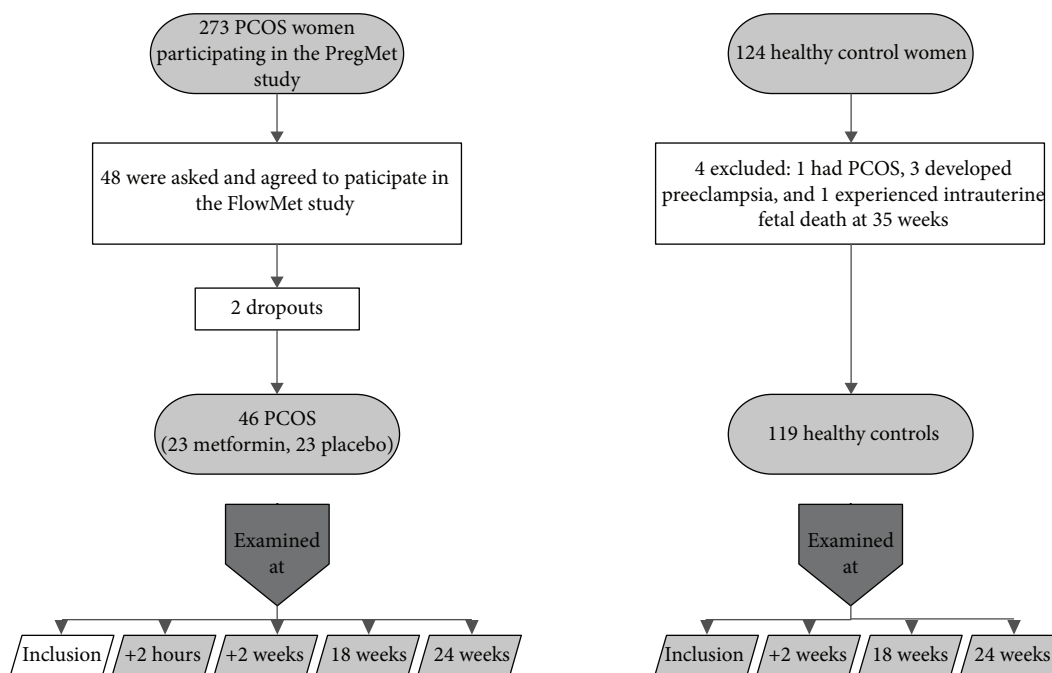 273 PCOS women
participating in the PregMet
study
48 were asked and agreed to paticipate in
the FlowMet study
2 dropouts
46 PCOS
(23 metformin, 23 placebo)
Examined
at
Inclusion
+2 hours
+2 weeks
18 weeks
24 weeks
124 healthy control women
4 excluded: 1 had PCOS, 3 developed
preeclampsia, and 1 experienced intrauterine
fetal death at 35 weeks
119 healthy controls
Examined
at
Inclusion
+2 weeks
18 weeks
24 weeks